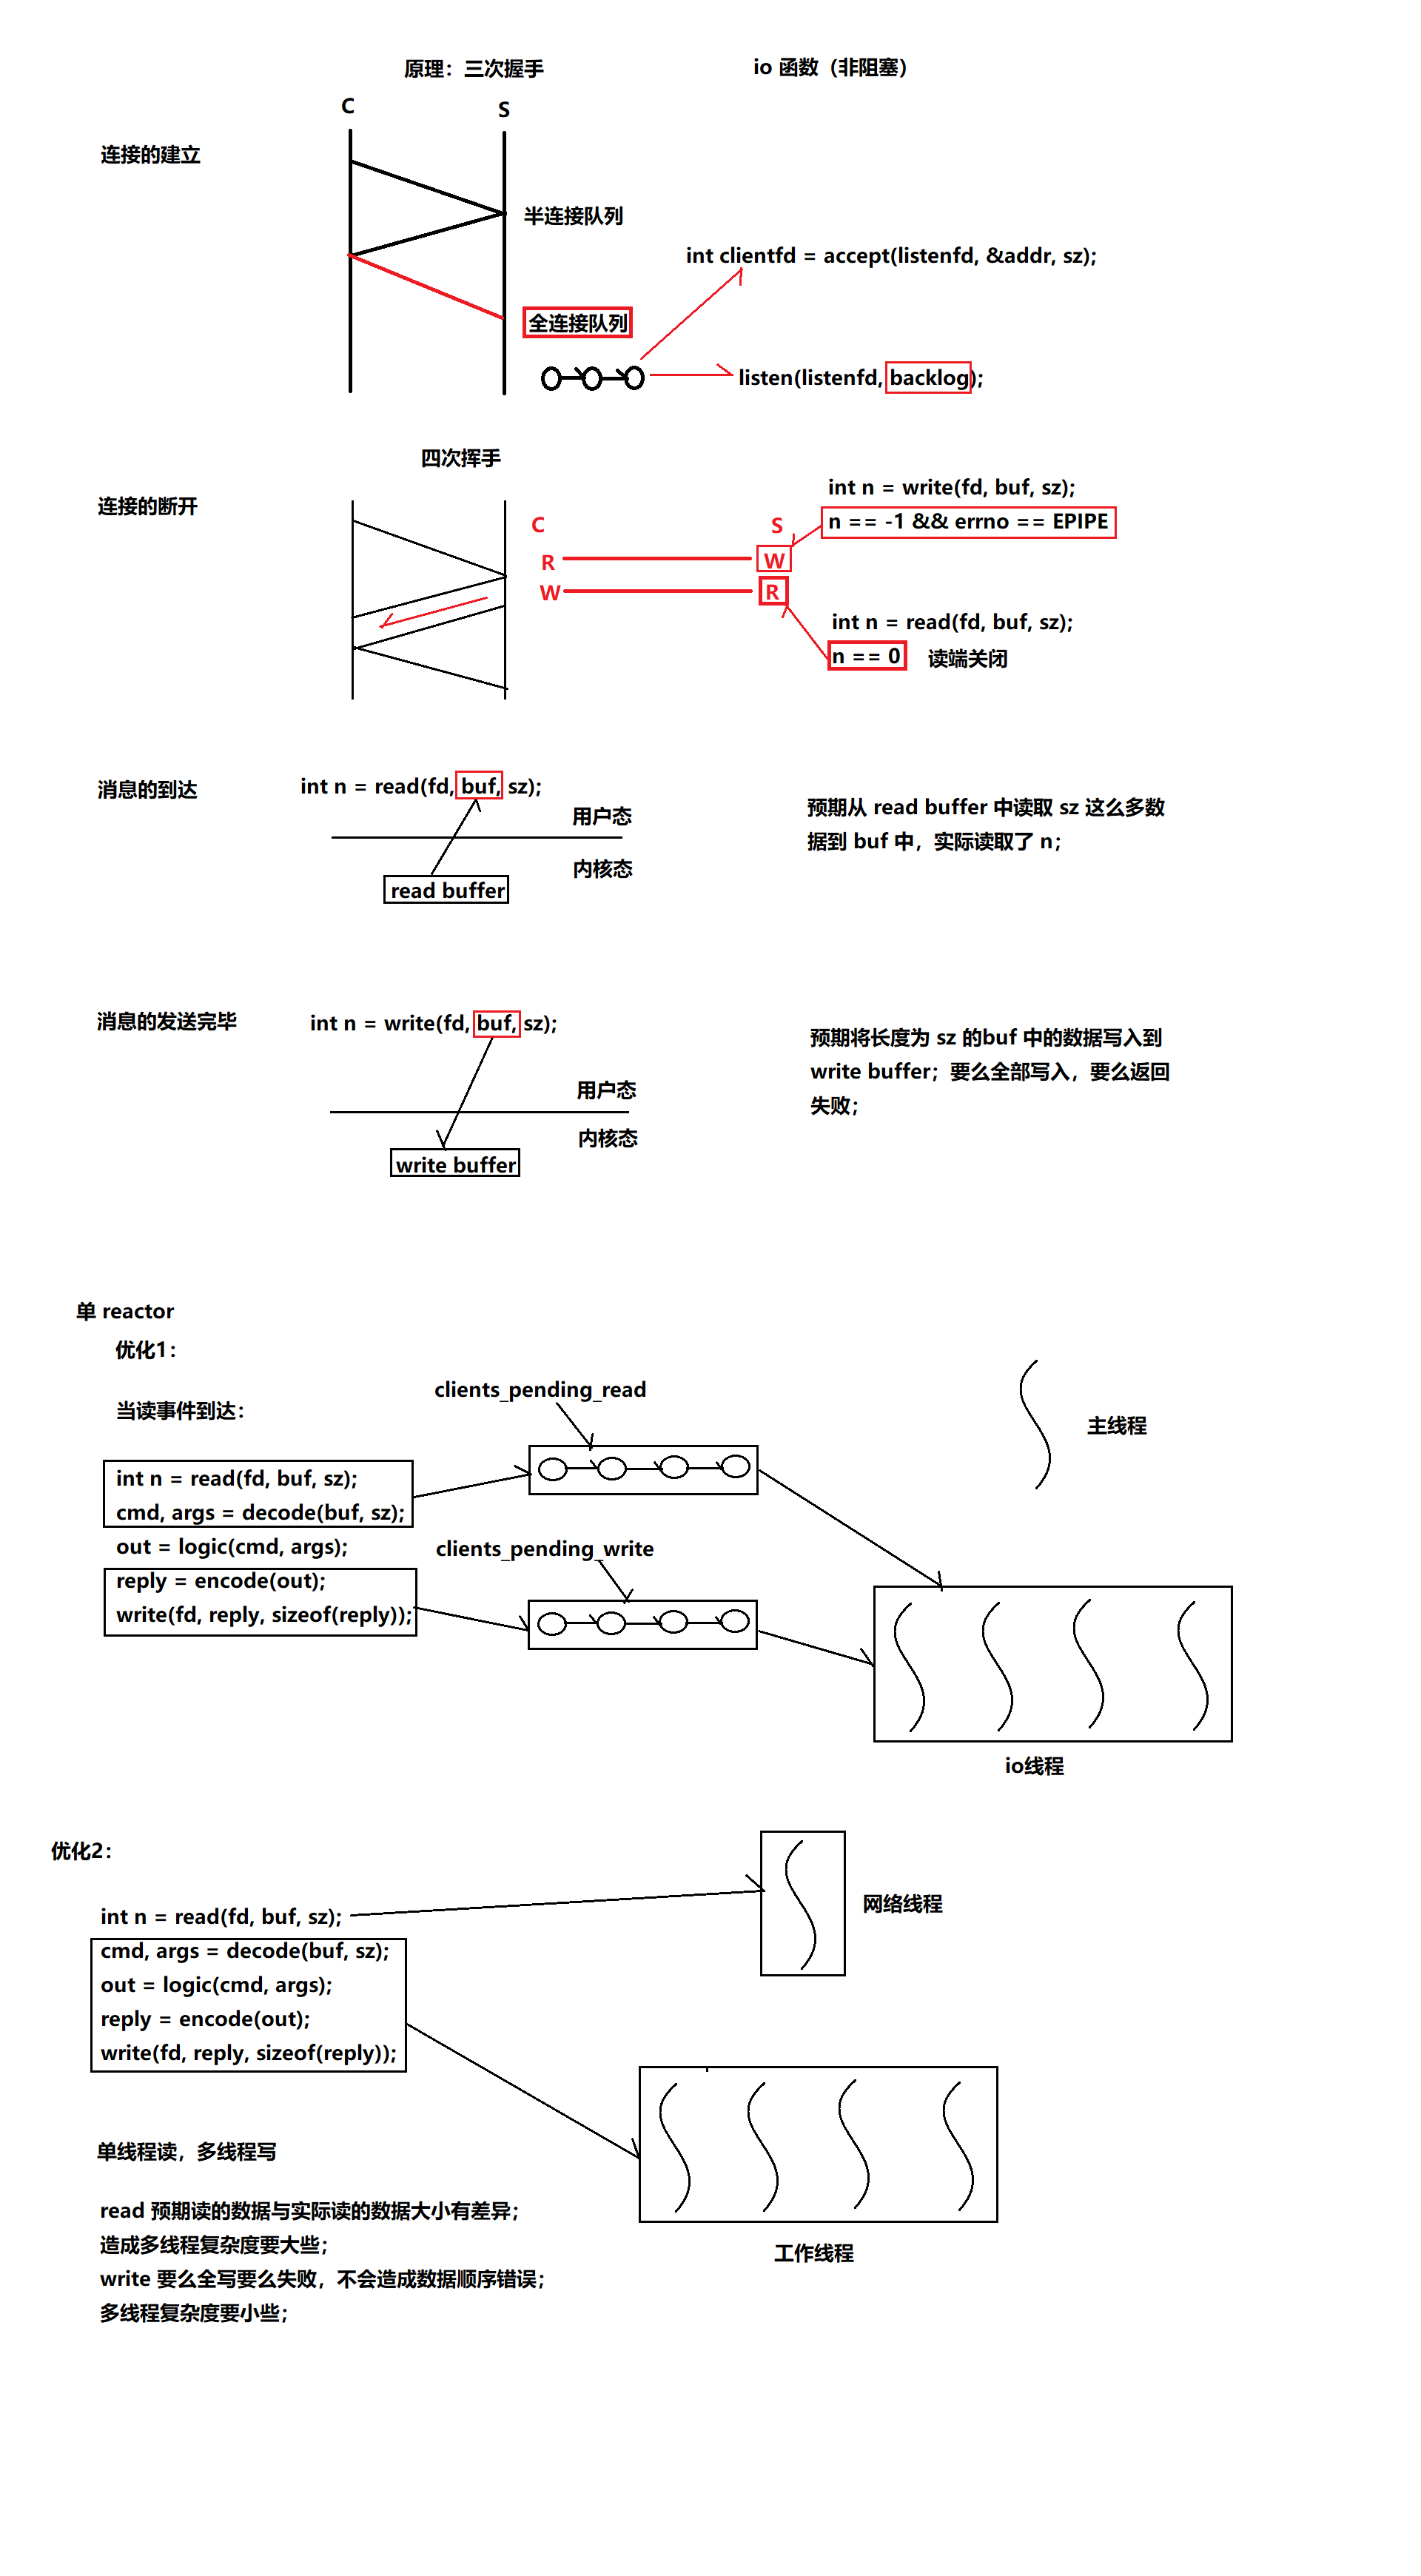 原理：三次握手
io 函数（非阻塞）
C
S
连接的建立
半连接队列
int clientfd = accept(listenfd, &addr, sz);
全连接队列
listen(listenfd, backlog);
四次挥手
连接的断开
int n = write(fd, buf, sz);
n == -1 && errno == EPIPE
C
S
R
W
W
R
int n = read(fd, buf, sz);
n == 0
读端关闭
消息的到达
int n = read(fd, buf, sz);
用户态
内核态
read buffer
预期从 read buffer 中读取 sz 这么多数
据到 buf 中，实际读取了 n；
消息的发送完毕
int n = write(fd, buf, sz);
用户态
内核态
write buffer
预期将长度为 sz 的buf 中的数据写入到
write buffer；要么全部写入，要么返回
失败；
单 reactor
优化1：
当读事件到达：
clients_pending_read
主线程
int n = read(fd, buf, sz);
cmd, args = decode(buf, sz);
out = logic(cmd, args);
reply = encode(out);
write(fd, reply, sizeof(reply));
clients_pending_write
io线程
优化2：
网络线程
int n = read(fd, buf, sz);
cmd, args = decode(buf, sz);
out = logic(cmd, args);
reply = encode(out);
write(fd, reply, sizeof(reply));
单线程读，多线程写
read 预期读的数据与实际读的数据大小有差异；
造成多线程复杂度要大些；
write 要么全写要么失败，不会造成数据顺序错误；
多线程复杂度要小些；
工作线程